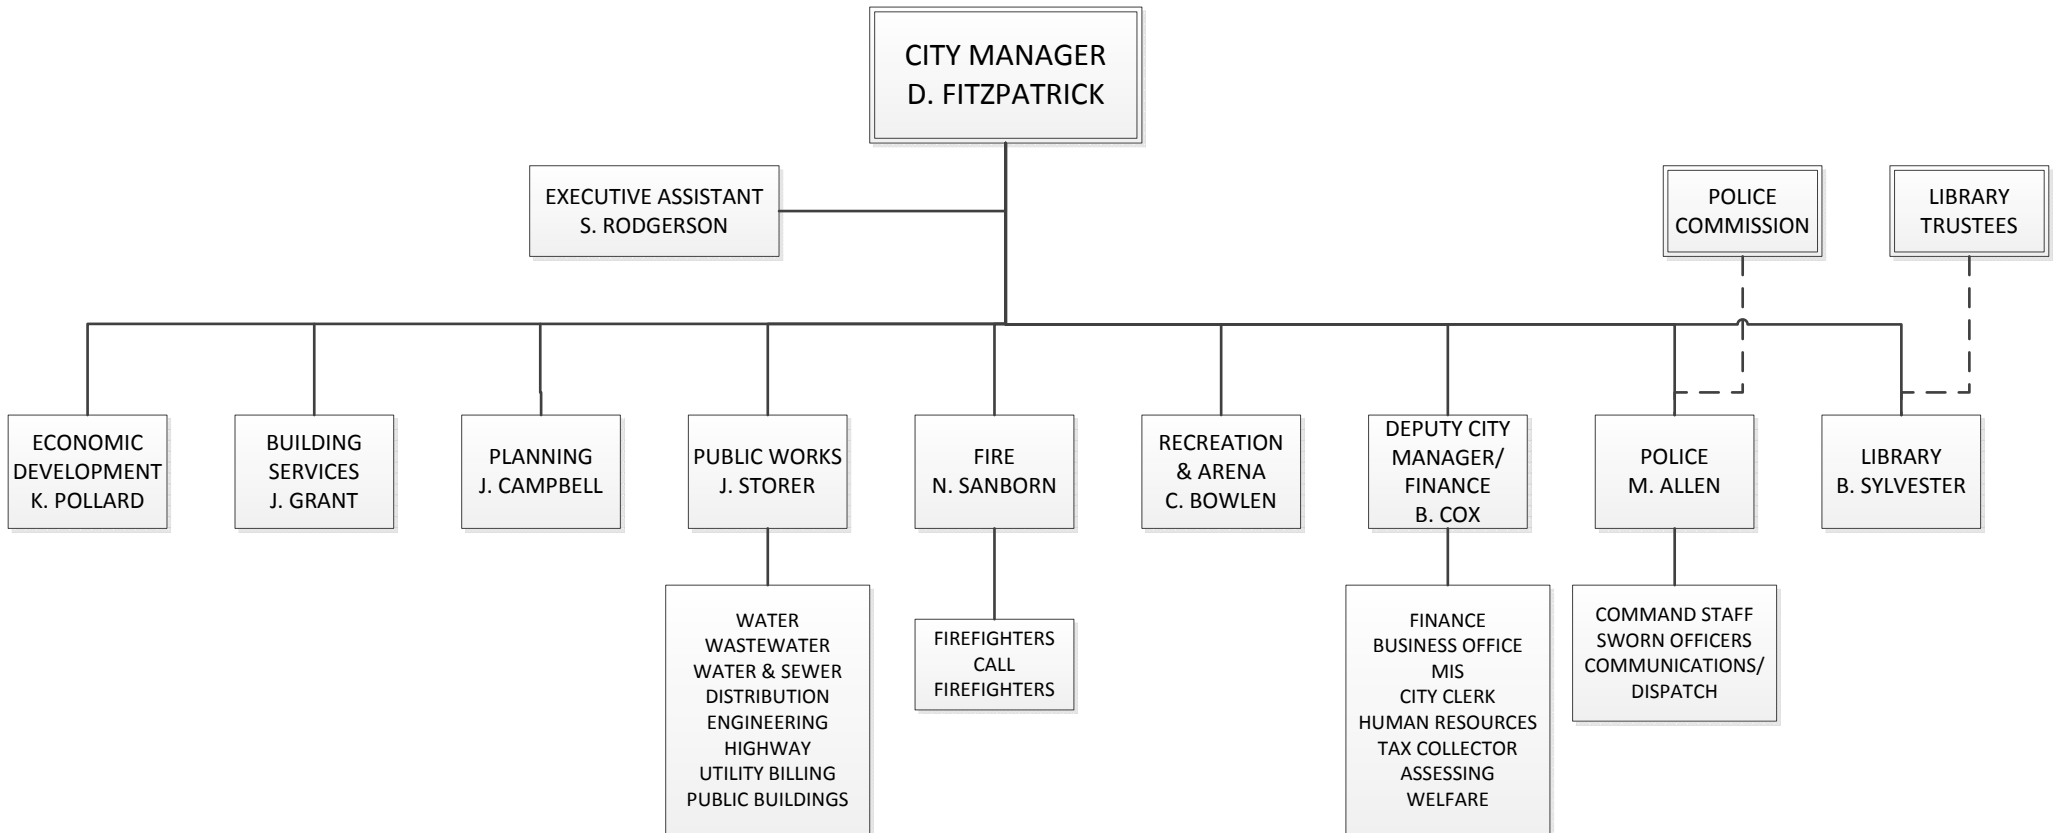 CITY MANAGER
D. FITZPATRICK
EXECUTIVE ASSISTANT
S. RODGERSON
POLICE
COMMISSION
LIBRARY
TRUSTEES
ECONOMIC
DEVELOPMENT
K. POLLARD
BUILDING
SERVICES
J. GRANT
PLANNING
J. CAMPBELL
PUBLIC WORKS
J. STORER
FIRE
N. SANBORN
RECREATION
& ARENA
C. BOWLEN
DEPUTY CITY
MANAGER/
FINANCE
B. COX
POLICE
M. ALLEN
LIBRARY
B. SYLVESTER
WATER
WASTEWATER
WATER & SEWER
DISTRIBUTION
ENGINEERING
HIGHWAY
UTILITY BILLING
PUBLIC BUILDINGS
FIREFIGHTERS
CALL
FIREFIGHTERS
FINANCE
BUSINESS OFFICE
MIS
CITY CLERK
HUMAN RESOURCES
TAX COLLECTOR
ASSESSING
WELFARE
COMMAND STAFF
SWORN OFFICERS
COMMUNICATIONS/
DISPATCH